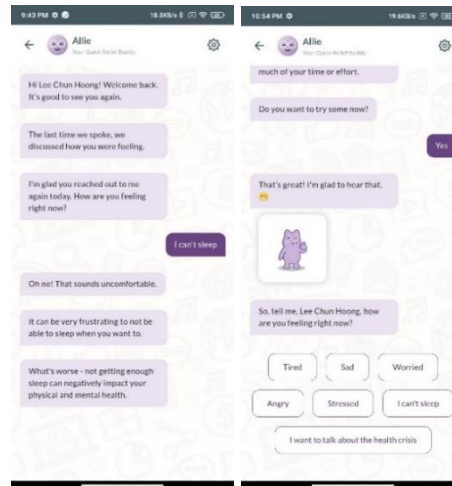 9:43 PM
18.5KB/s
Allie
Your Quick Relief Buddy
Hi Lee Chun Hoong! Welcome back.
It's good to see you again.
The last time we spoke, we
discussed how you were feeling.
I'm glad you reached out to me
again today. How are you feeling
right now?
I can't sleep
Oh no! That sounds uncomfortable.
It can be very frustrating to not be
able to sleep when you want to.
What's worse - not getting enough
sleep can negatively impact your
physical and mental health.
10:54 PM
19.6KB/s
Allie
Your Quick Relief Buddy
much of your time or effort.
Do you want to try some now?
Yes
That's great! I'm glad to hear that.
So, tell me, Lee Chun Hoong, how
are you feeling right now?
Tired
Sad
Worried
Angry
Stressed
I can't sleep
I want to talk about the health crisis